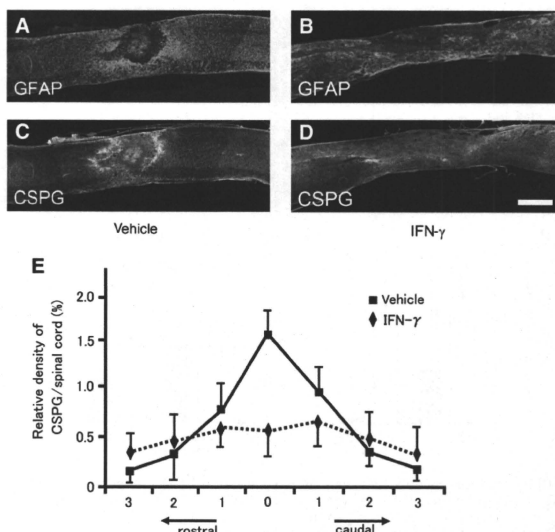 A
GFAP
B
GFAP
C
CSPG
D
CSPG
Vehicle
IFN-γ
E
Relative density of
CSPG/spinal cord (%)
2.0
1.5
1.0
0.5
0
Vehicle
IFN-γ
3 2 1 0 1 2 3
rostral caudal